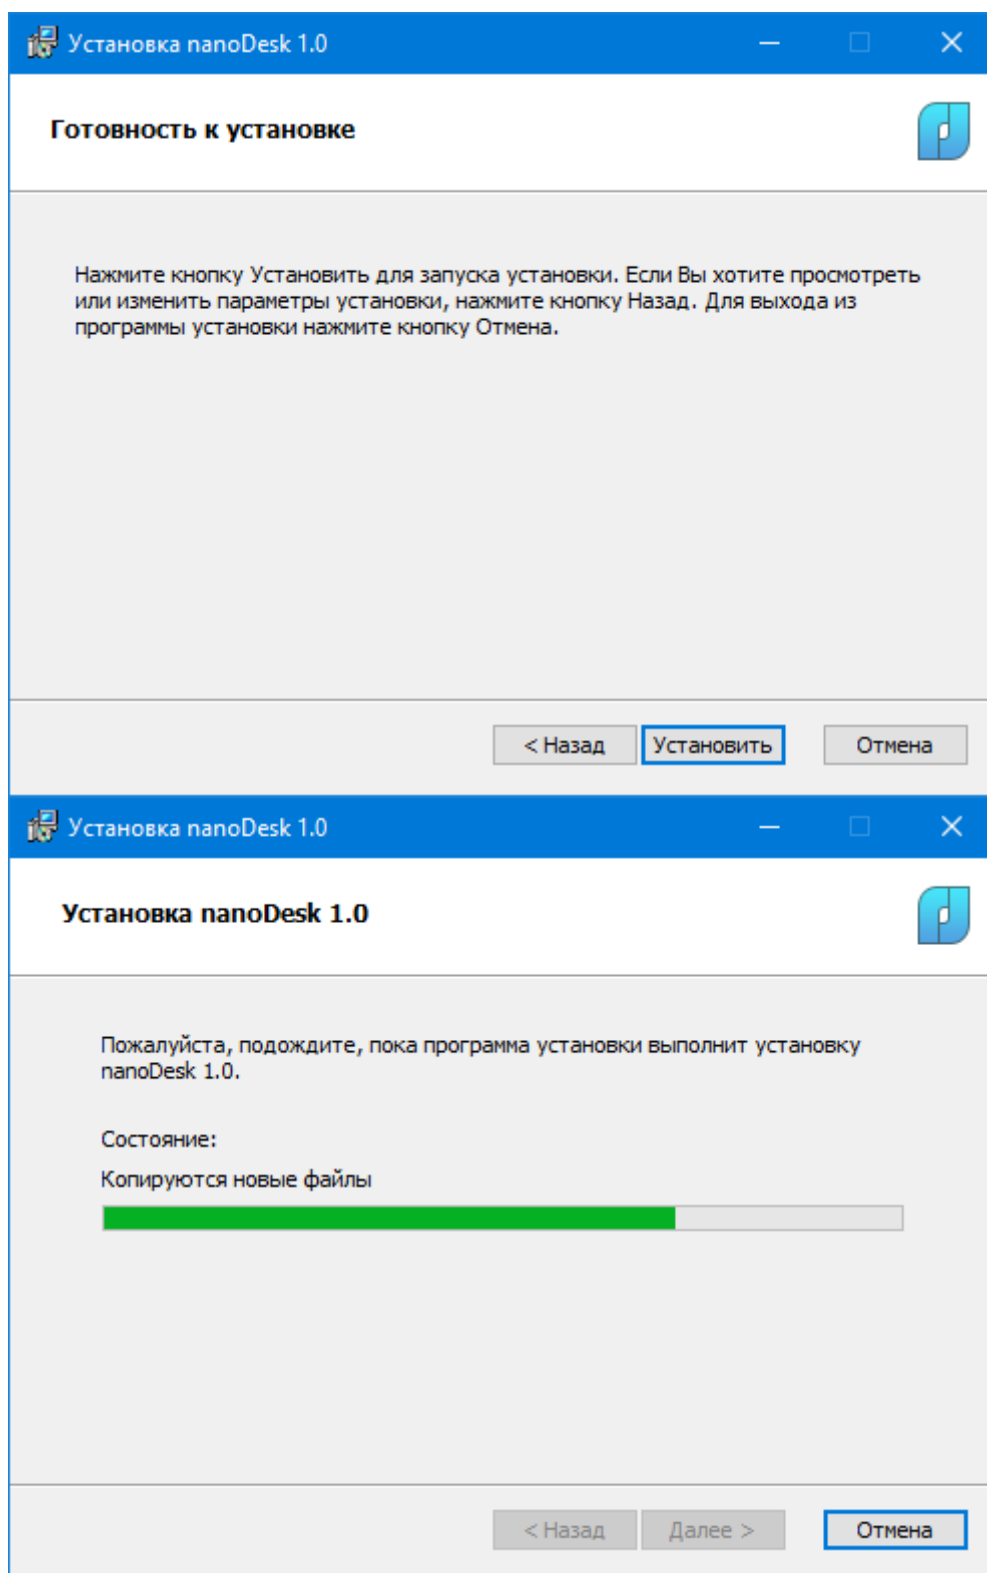 Установка nanoDesk 1.0
Готовность к установке
Нажмите кнопку Установить для запуска установки. Если Вы хотите просмотреть
или изменить параметры установки, нажмите кнопку Назад. Для выхода из
программы установки нажмите кнопку Отмена.
< Назад
Установить
Отмена
Установка nanoDesk 1.0
Установка nanoDesk 1.0
Пожалуйста, подождите, пока программа установки выполнит установку
nanoDesk 1.0.
Состояние:
Копируются новые файлы
< Назад
Далее >
Отмена